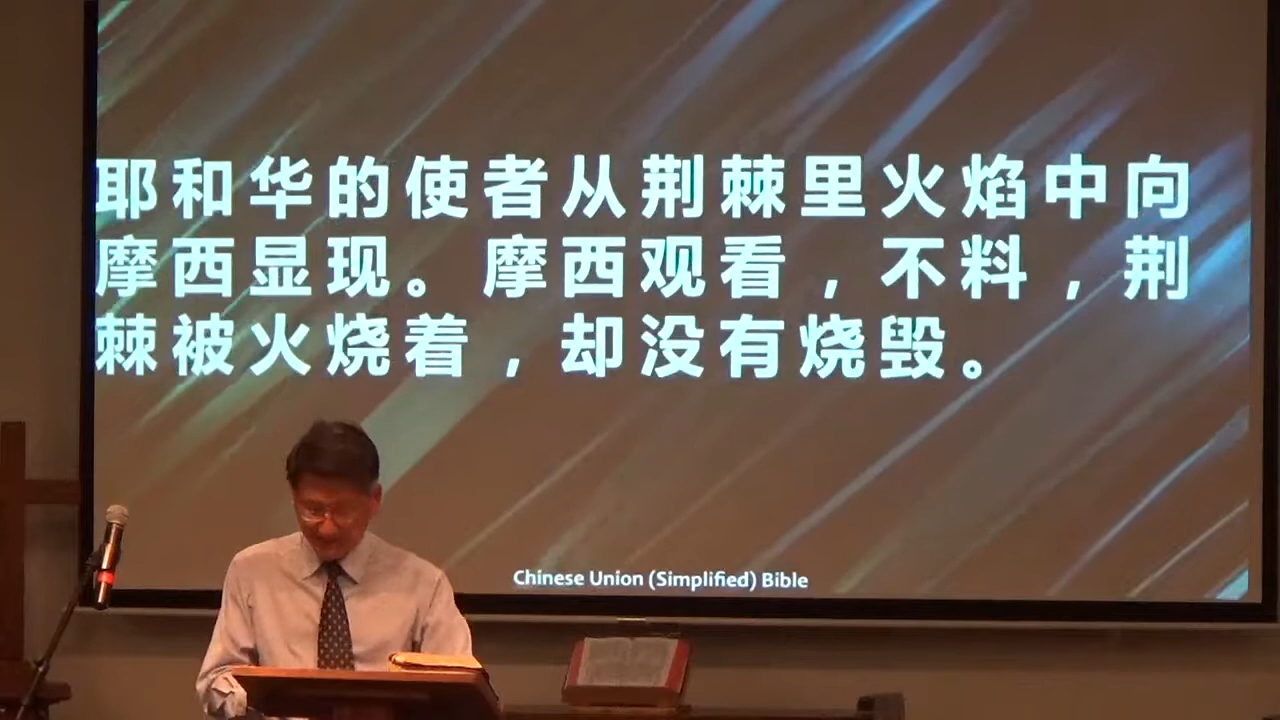 耶和华的使者从荆棘里火焰中向
摩西显现。摩西观看，不料，荆
棘被火烧着，却没有烧毁。
Chinese Union (Simplified) Bible